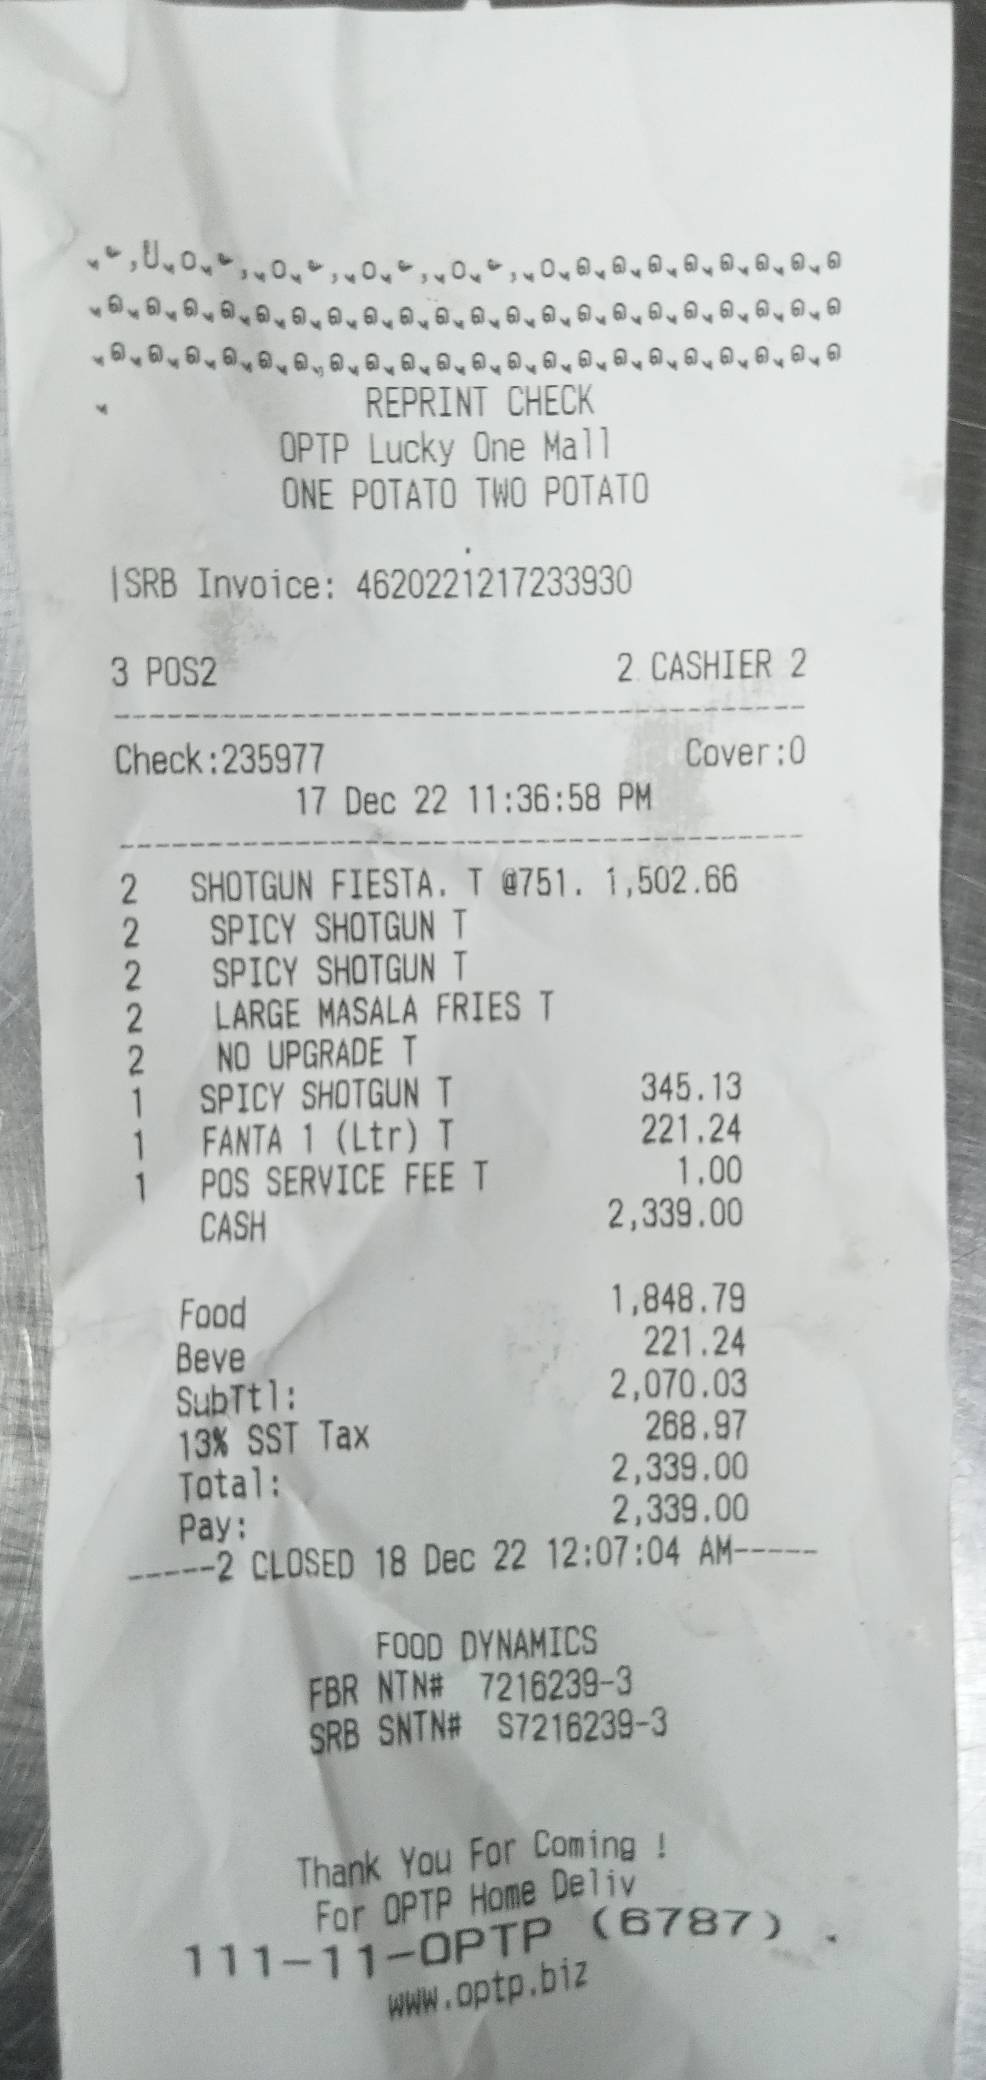 REPRINT CHECK
OPTP Lucky One Mall
ONE POTATO TWO POTATO
.
|SRB Invoice: 4620221217233930
3 POS2 2 CASHIER 2
----------------------------------------
Check:235977 Cover:0
17 Dec 22 11:36:58 PM
----------------------------------------
2 SHOTGUN FIESTA. T @751. 1,502.66
2 SPICY SHOTGUN T
2 SPICY SHOTGUN T
2 LARGE MASALA FRIES T
2 NO UPGRADE T
1 SPICY SHOTGUN T 345.13
1 FANTA 1 (Ltr) T 221.24
1 POS SERVICE FEE T 1.00
CASH 2,339.00
Food 1,848.79
Beve 221.24
SubTtl: 2,070.03
13% SST Tax 268.97
Total: 2,339.00
Pay: 2,339.00
-----2 CLOSED 18 Dec 22 12:07:04 AM-----
FOOD DYNAMICS
FBR NTN# 7216239-3
SRB SNTN# S7216239-3
Thank You For Coming !
For OPTP Home Deliv
111-11-OPTP (6787) .
www.optp.biz